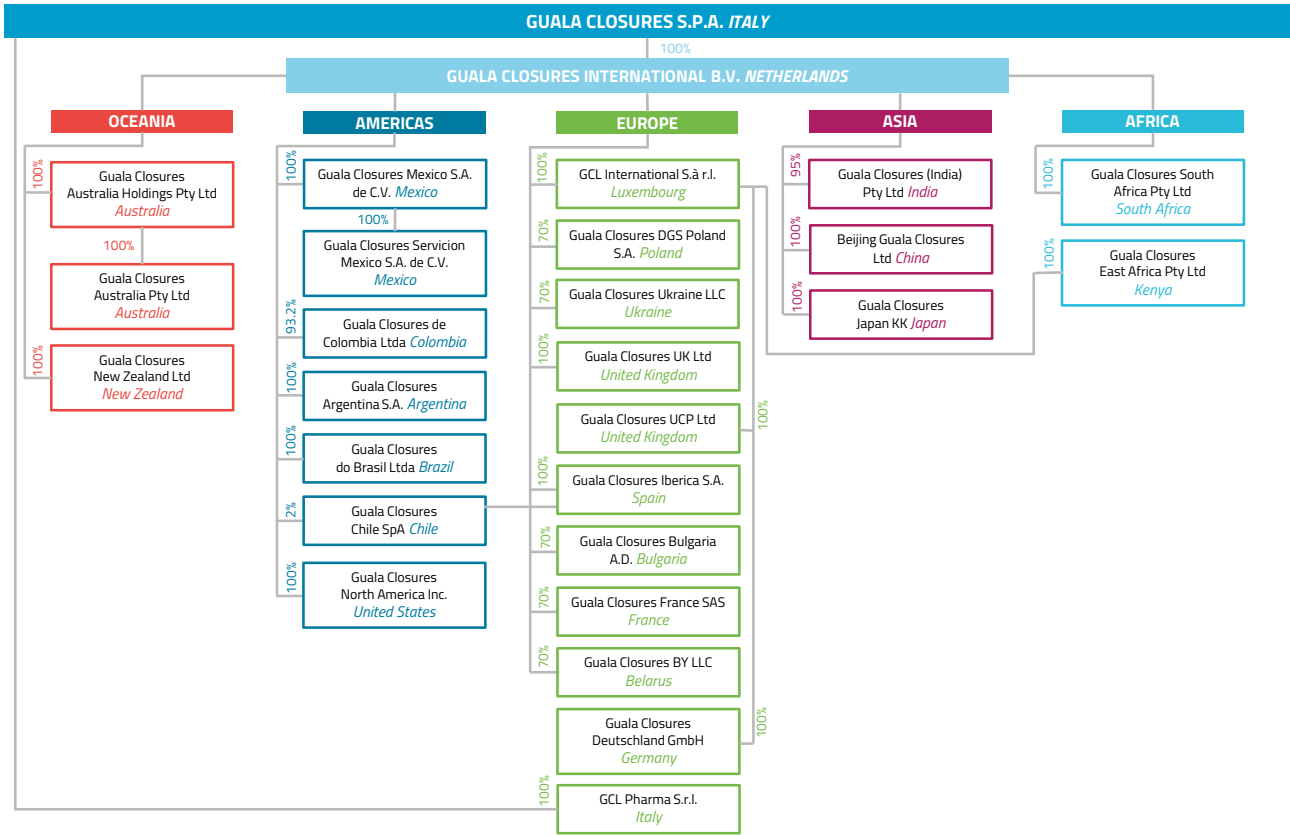 GUALA CLOSURES S.P.A. ITALY
100%
GUALA CLOSURES INTERNATIONAL B.V. NETHERLANDS
OCEANIA
100%
Guala Closures
Australia Holdings Pty Ltd
Australia
100%
Guala Closures
Australia Pty Ltd
Australia
100%
Guala Closures
New Zealand Ltd
New Zealand
AMERICAS
100%
Guala Closures Mexico S.A.
de C.V. Mexico
100%
Guala Closures Servicion
Mexico S.A. de C.V.
Mexico
93.2%
Guala Closures de
Colombia Ltda Colombia
100%
Guala Closures
Argentina S.A. Argentina
100%
Guala Closures
do Brasil Ltda Brazil
2%
Guala Closures
Chile SpA Chile
100%
Guala Closures
North America Inc.
United States
EUROPE
100%
GCL International S.à r.l.
Luxembourg
70%
Guala Closures DGS Poland
S.A. Poland
70%
Guala Closures Ukraine LLC
Ukraine
100%
Guala Closures UK Ltd
United Kingdom
Guala Closures UCP Ltd
United Kingdom
100%
100%
Guala Closures Iberica S.A.
Spain
70%
Guala Closures Bulgaria
A.D. Bulgaria
70%
Guala Closures France SAS
France
70%
Guala Closures BY LLC
Belarus
Guala Closures
Deutschland GmbH
Germany
100%
100%
GCL Pharma S.r.l.
Italy
ASIA
95%
Guala Closures (India)
Pty Ltd India
100%
Beijing Guala Closures
Ltd China
100%
Guala Closures
Japan KK Japan
AFRICA
100%
Guala Closures South
Africa Pty Ltd
South Africa
100%
Guala Closures
East Africa Pty Ltd
Kenya